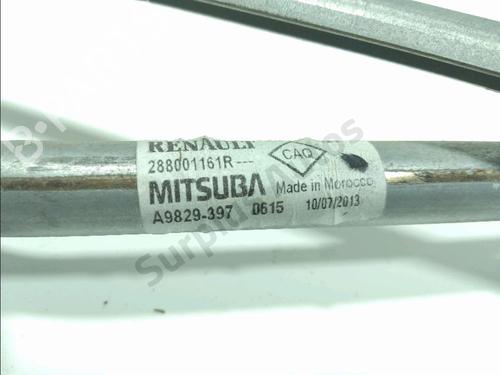 RENAULT
288001161R---
CAQ
MITSUBA Made in Morocco
A9829-397 0615 10/07/2013